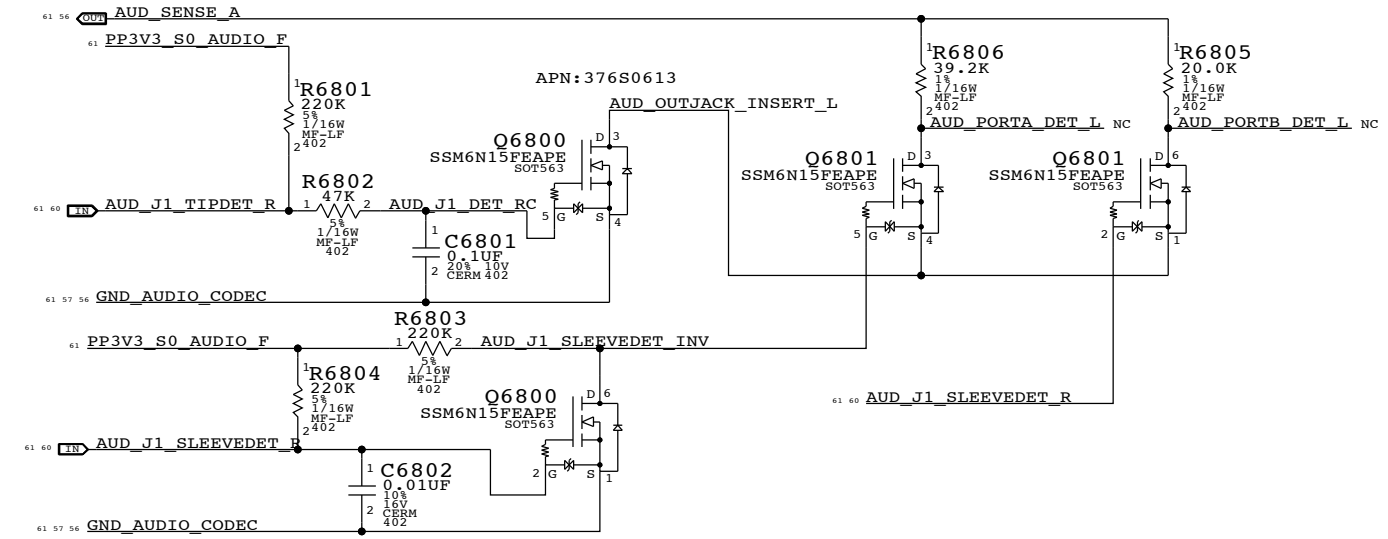 61 56 OUT AUD_SENSE_A
61 PP3V3_S0_AUDIO_F
1
R6801
220K
5%
1/16W
MF-LF
402
2
APN:376S0613
AUD_OUTJACK_INSERT_L
Q6800
SSM6N15FEAPE
SOT563
D 3
5 G S 4
1
R6806
39.2K
1%
1/16W
MF-LF
402
2
AUD_PORTA_DET_L NC
1
R6805
20.0K
1%
1/16W
MF-LF
402
2
AUD_PORTB_DET_L NC
Q6801
SSM6N15FEAPE
SOT563
D 3
5 G S 4
Q6801
SSM6N15FEAPE
SOT563
D 6
2 G S 1
61 60 IN AUD_J1_TIPDET_R
R6802
47K
1 2
5%
1/16W
MF-LF
402
AUD_J1_DET_RC
1
C6801
0.1UF
20% 10V
CERM 402
2
61 57 56 GND_AUDIO_CODEC
61 PP3V3_S0_AUDIO_F
R6803
220K
1 2
5%
1/16W
MF-LF
402
AUD_J1_SLEEVEDET_INV
1
R6804
220K
5%
1/16W
MF-LF
402
2
Q6800
SSM6N15FEAPE
SOT563
D 6
2 G S 1
61 60 AUD_J1_SLEEVEDET_R
61 60 IN AUD_J1_SLEEVEDET_R
1
C6802
0.01UF
10%
16V
CERM
402
2
61 57 56 GND_AUDIO_CODEC